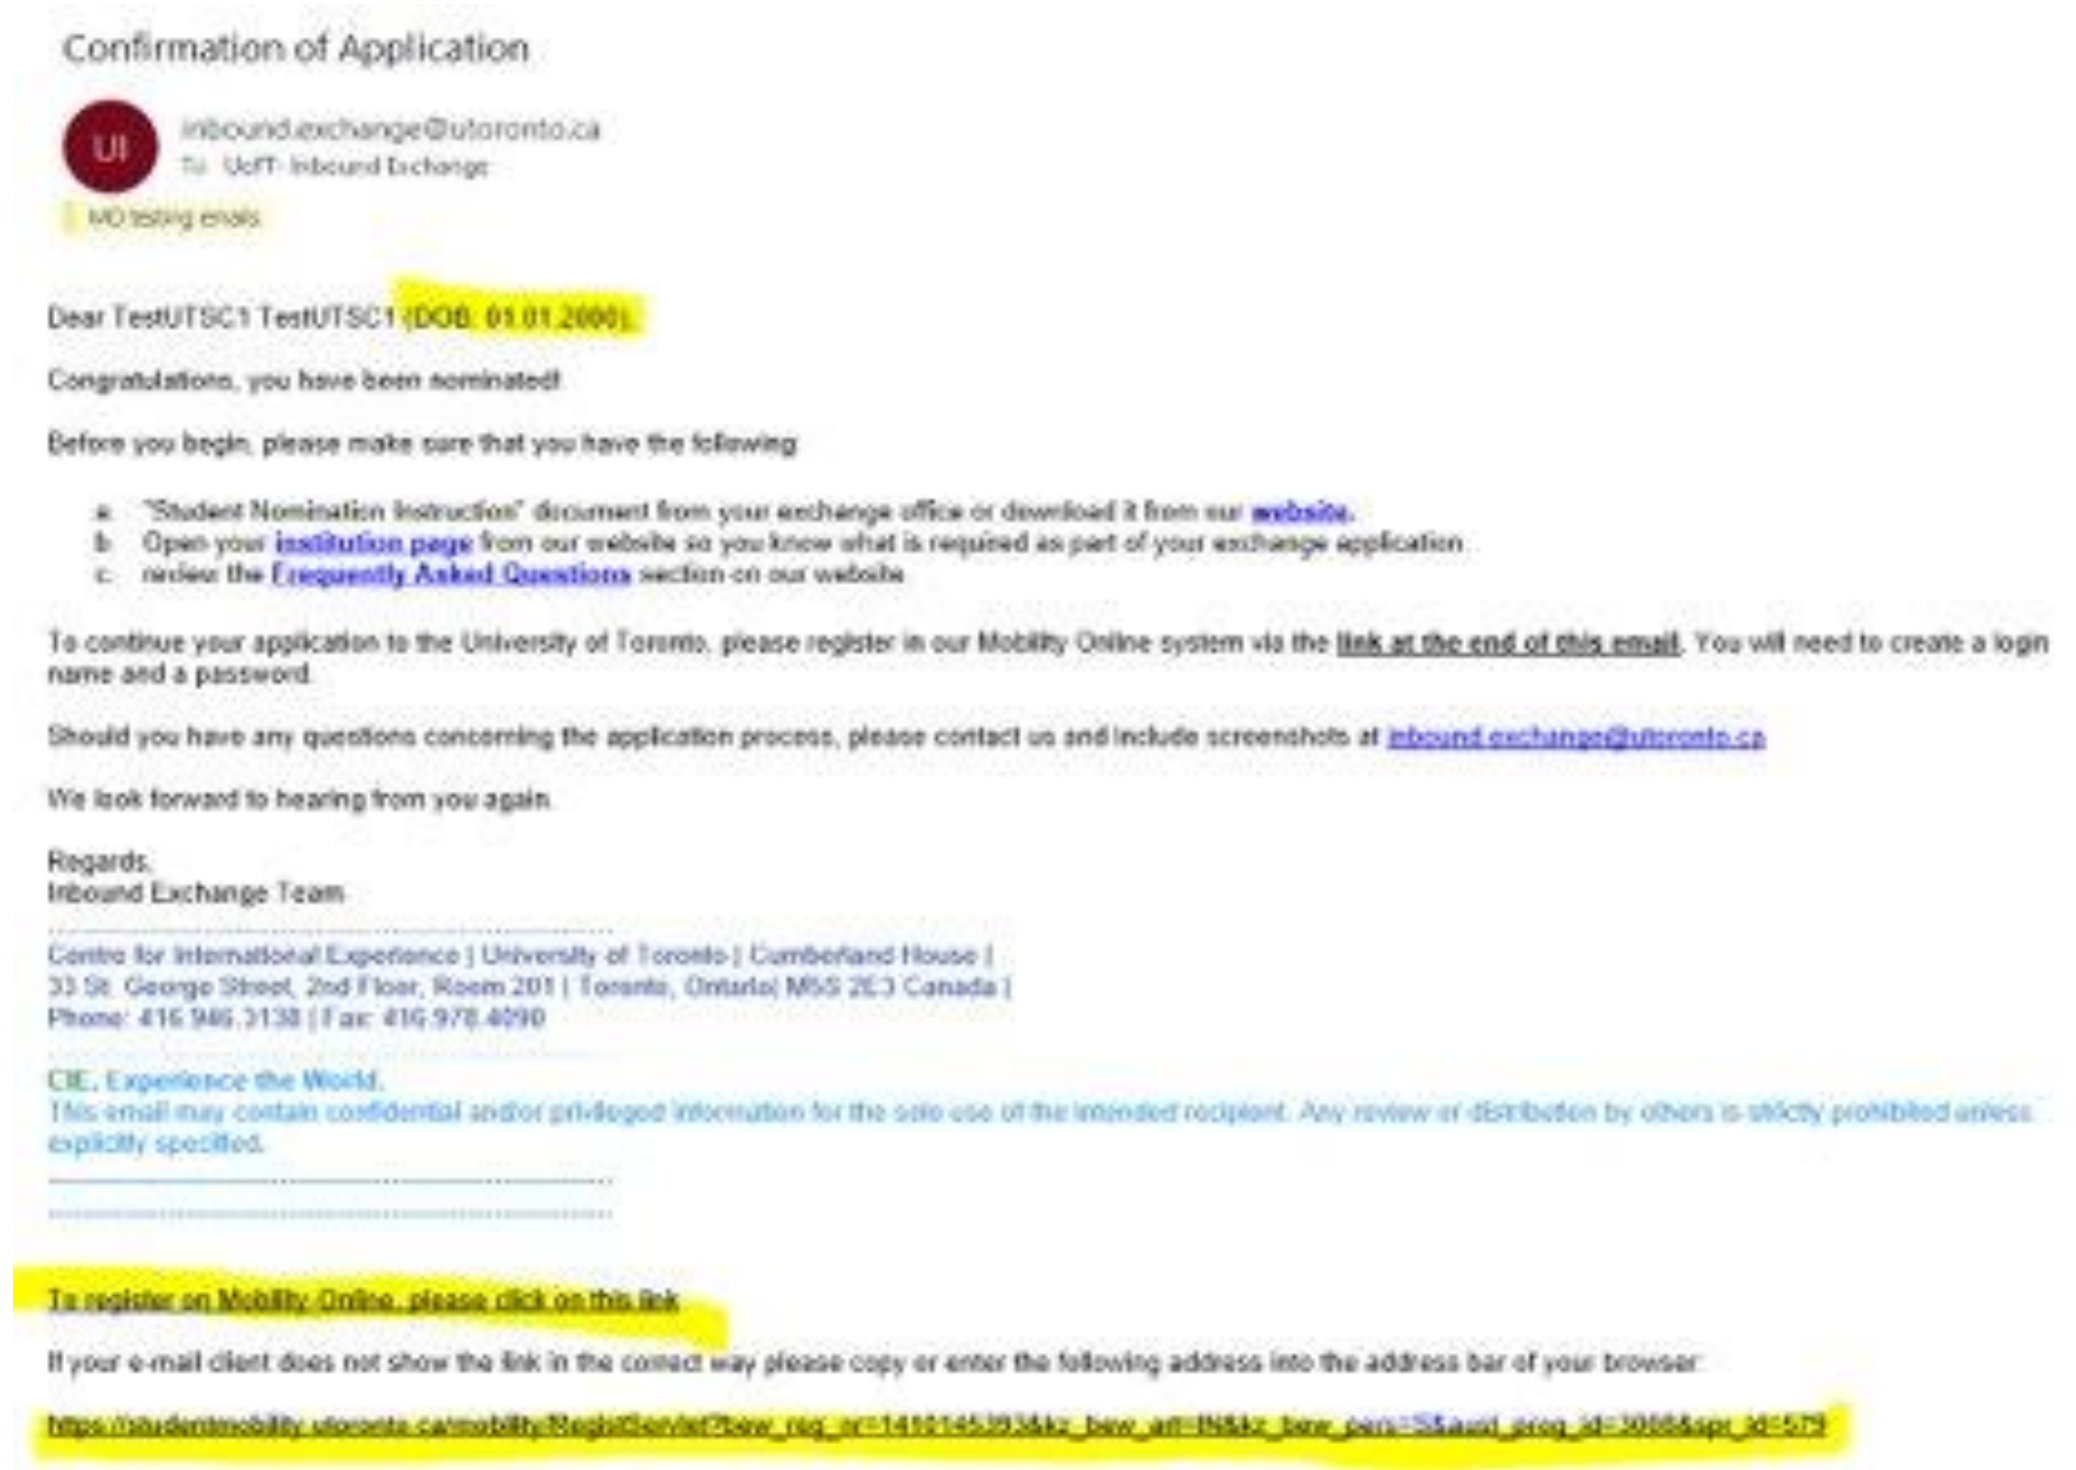 Confirmation of Application
UI
inbound.exchange@utoronto.ca
To UofT- Inbound Exchange
MO testing emails
Dear TestUTSC1 TestUTSC1 (DOB: 01.01.2000),
Congratulations, you have been nominated!
Before you begin, please make sure that you have the following:
a. "Student Nomination Instruction" document from your exchange office or download it from our website.
b. Open your institution page from our website so you know what is required as part of your exchange application
c. review the Frequently Asked Questions section on our website
To continue your application to the University of Toronto, please register in our Mobility Online system via the link at the end of this email. You will need to create a login
name and a password.
Should you have any questions concerning the application process, please contact us and include screenshots at inbound.exchange@utoronto.ca
We look forward to hearing from you again.
Regards,
Inbound Exchange Team
Centre for International Experience | University of Toronto | Cumberland House |
33 St. George Street, 2nd Floor, Room 201 | Toronto, Ontario| M5S 2E3 Canada |
Phone: 416.946.3138 | Fax: 416.978.4090
CIE. Experience the World.
This email may contain confidential and/or privileged information for the sole use of the intended recipient. Any review or distribution by others is strictly prohibited unless
explicitly specified.
To register on Mobility-Online, please click on this link
If your e-mail client does not show the link in the correct way please copy or enter the following address into the address bar of your browser: